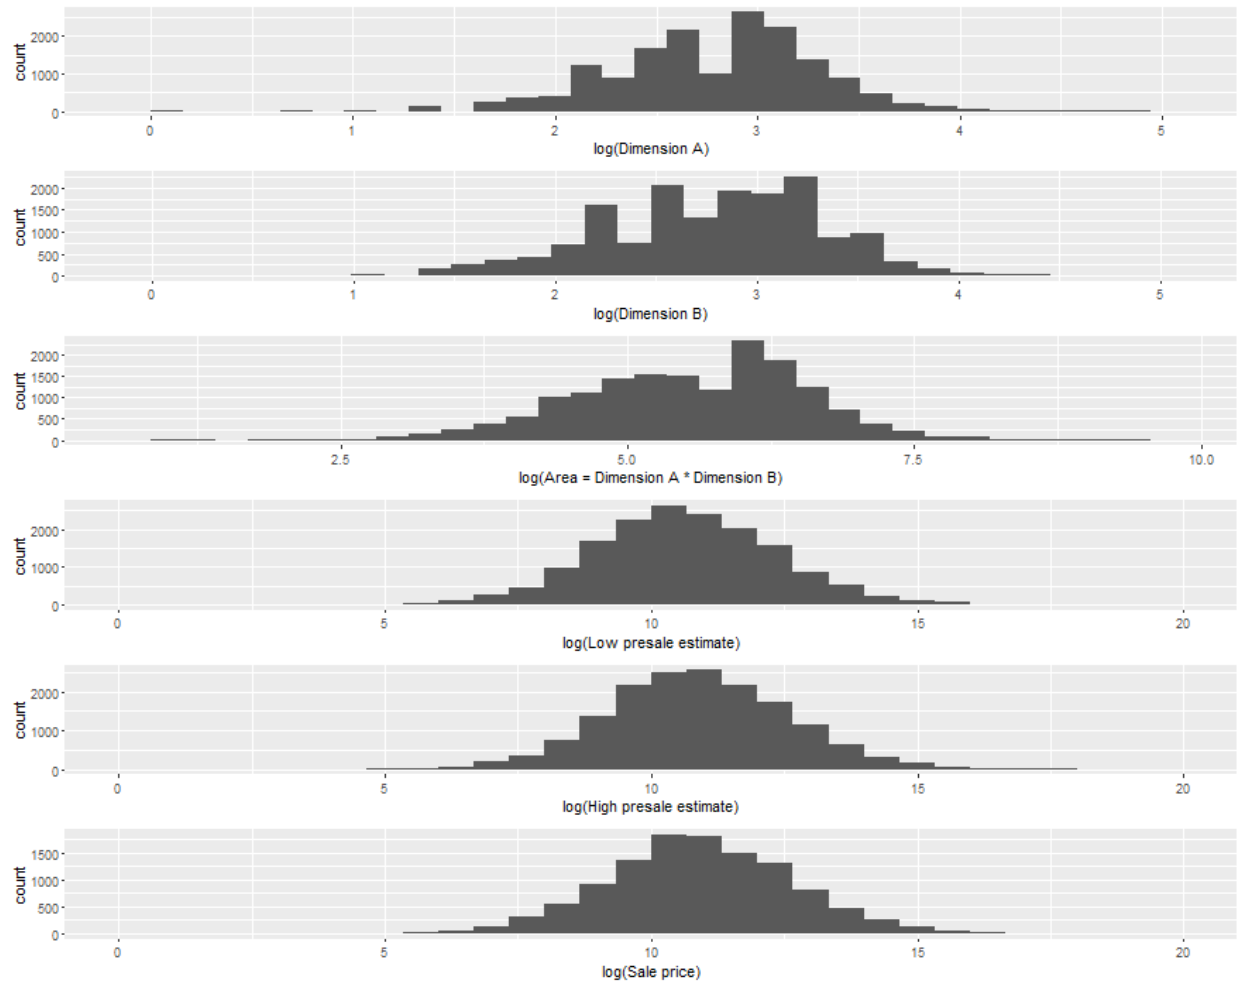 count
2000
1000
0
0 1 2 3 4 5
log(Dimension A)
count
2000
1500
1000
500
0
0 1 2 3 4 5
log(Dimension B)
count
2000
1500
1000
500
0
2.5 5.0 7.5 10.0
log(Area = Dimension A * Dimension B)
count
2000
1000
0
0 5 10 15 20
log(Low presale estimate)
count
2000
1000
0
0 5 10 15 20
log(High presale estimate)
count
1500
1000
500
0
0 5 10 15 20
log(Sale price)